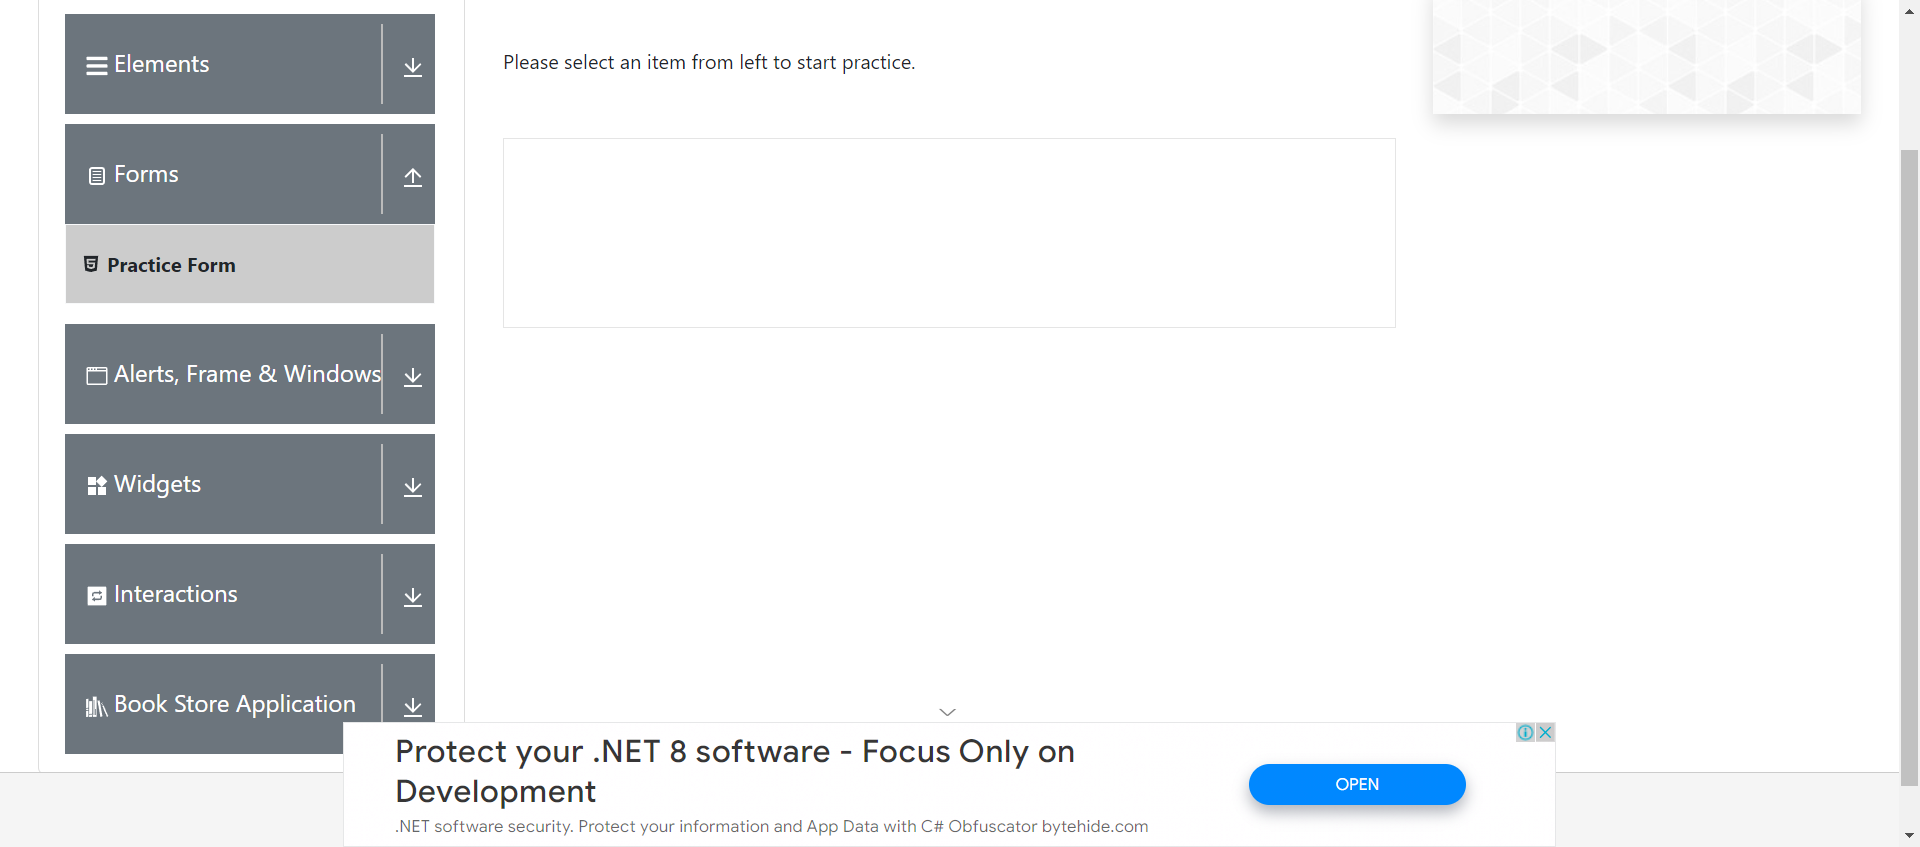 Elements
Please select an item from left to start practice.
Forms
Practice Form
Alerts, Frame & Windows
Widgets
Interactions
Book Store Application
Protect your .NET 8 software - Focus Only on
Development
OPEN
.NET software security. Protect your information and App Data with C# Obfuscator bytehide.com